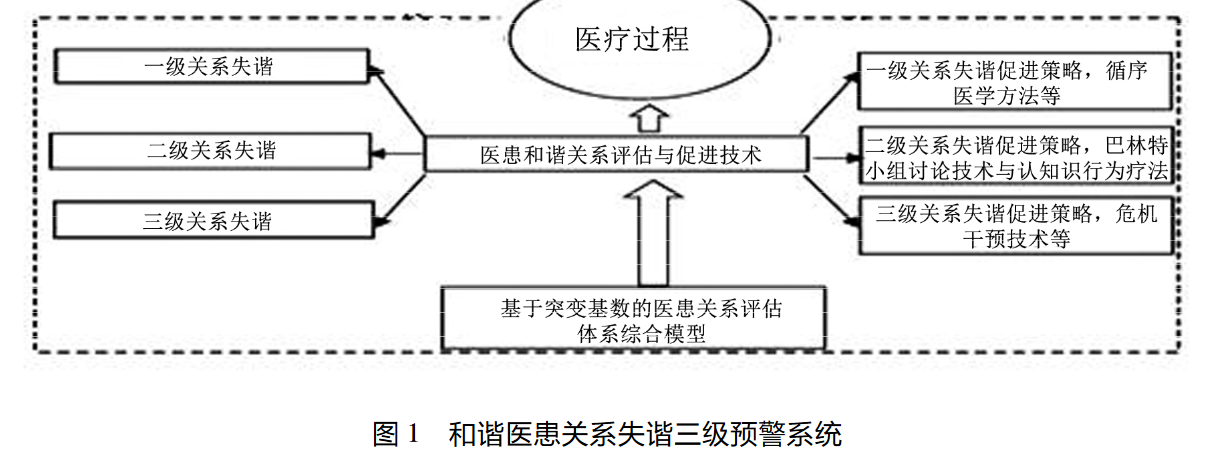 医疗过程
一级关系失谐
二级关系失谐
三级关系失谐
医患和谐关系评估与促进技术
一级关系失谐促进策略，循序
医学方法等
二级关系失谐促进策略，巴林特
小组讨论技术与认知识行为疗法
三级关系失谐促进策略，危机
干预技术等
基于突变基数的医患关系评估
体系综合模型
图 1 和谐医患关系失谐三级预警系统